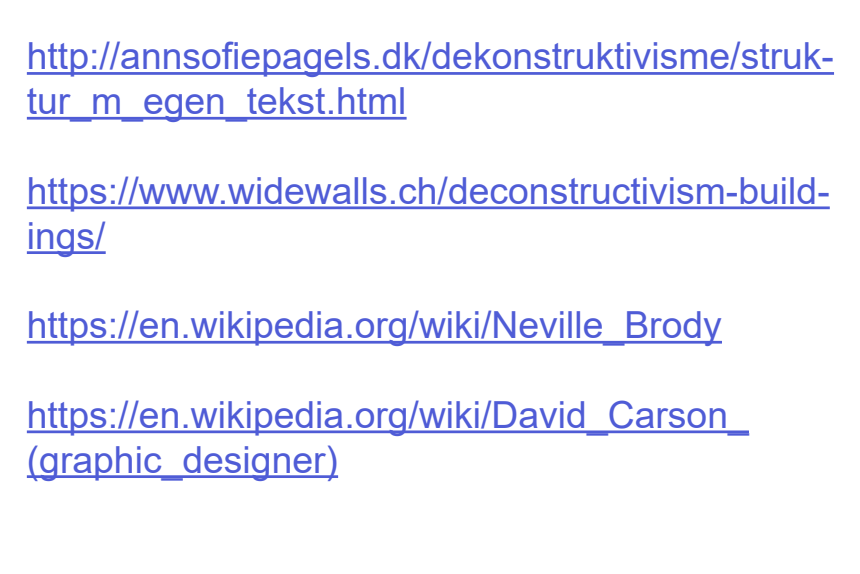 http://annsofiepagels.dk/dekonstruktivisme/struk-
tur_m_egen_tekst.html
https://www.widewalls.ch/deconstructivism-build-
ings/
https://en.wikipedia.org/wiki/Neville_Brody
https://en.wikipedia.org/wiki/David_Carson_
(graphic_designer)